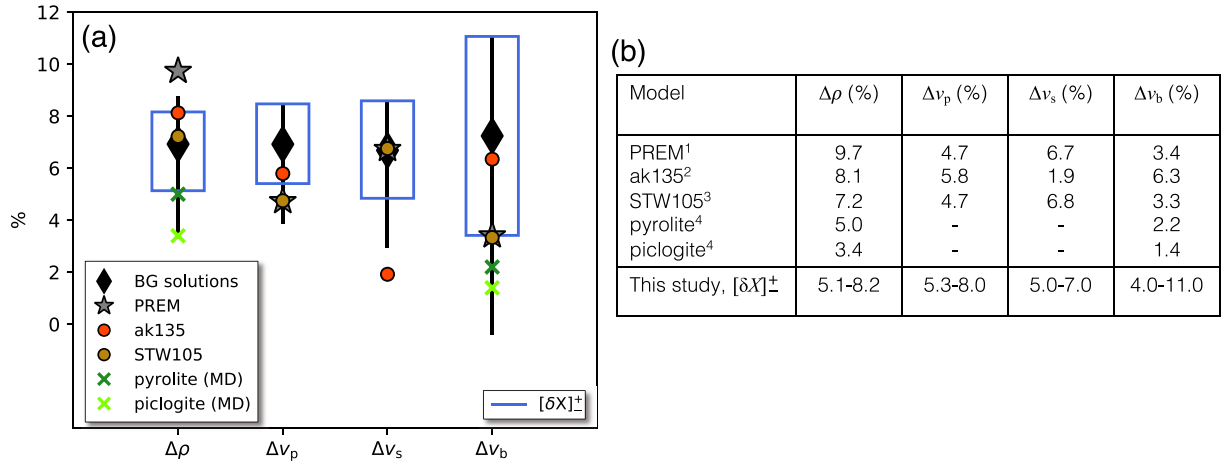 (a)
12
10
8
6
4
2
0
%
BG solutions
PREM
ak135
STW105
pyrolite (MD)
piclogite (MD)
[δX]±
Δρ Δvp Δvs Δvb
(b)
Model Δρ (%) Δvp (%) Δvs (%) Δvb (%)
PREM¹ 9.7 4.7 6.7 3.4
ak135² 8.1 5.8 1.9 6.3
STW105³ 7.2 4.7 6.8 3.3
pyrolite⁴ 5.0 - - 2.2
piclogite⁴ 3.4 - - 1.4
This study, [δX]± 5.1-8.2 5.3-8.0 5.0-7.0 4.0-11.0